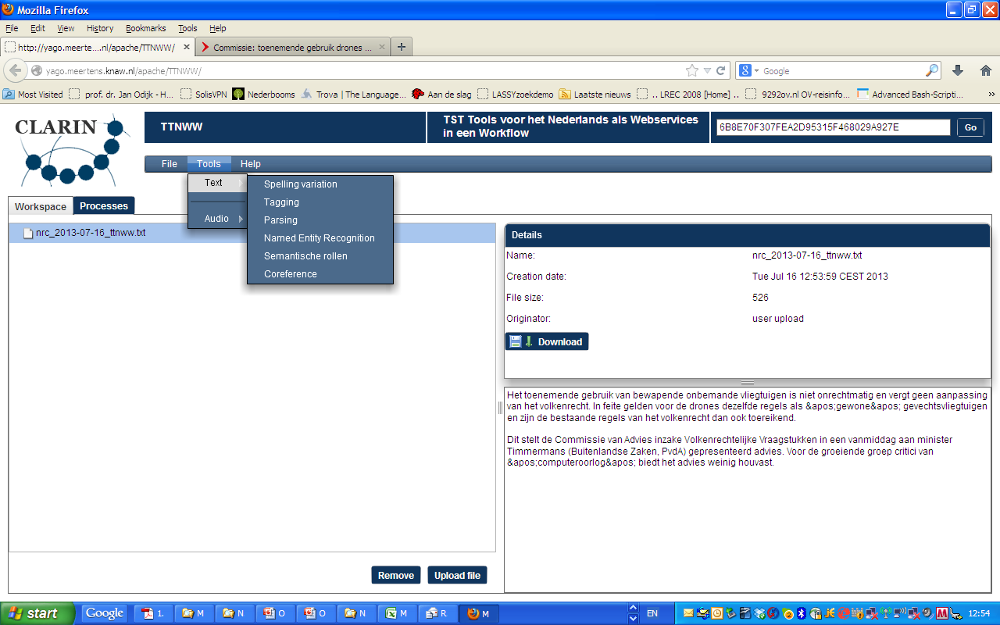 Mozilla Firefox
File Edit View History Bookmarks Tools Help
http://yago.meerte....nl/apache/TTNWW/ Commissie: toenemende gebruik drones ...
yago.meertens.knaw.nl/apache/TTNWW/ Google
Most Visited prof. dr. Jan Odijk - H... SolisVPN Nederbooms Trova | The Language... Aan de slag LASSYzoekdemo Laatste nieuws .. LREC 2008 [Home] .. 9292ov.nl OV-reisinfo... Advanced Bash-Scripti... »
CLARIN
TTNWW
TST Tools voor het Nederlands als Webservices
in een Workflow
6B8E70F307FEA2D95315F468029A927E Go
File Tools Help
Text
Audio
Spelling variation
Tagging
Parsing
Named Entity Recognition
Semantische rollen
Coreference
Workspace Processes
nrc_2013-07-16_ttnww.txt
Details
Name: nrc_2013-07-16_ttnww.txt
Creation date: Tue Jul 16 12:53:59 CEST 2013
File size: 526
Originator: user upload
Download
Het toenemende gebruik van bewapende onbemande vliegtuigen is niet onrechtmatig en vergt geen aanpassing
van het volkenrecht. In feite gelden voor de drones dezelfde regels als &apos;gewone&apos; gevechtsvliegtuigen
en zijn de bestaande regels van het volkenrecht dan ook toereikend.
Dit stelt de Commissie van Advies inzake Volkenrechtelijke Vraagstukken in een vanmiddag aan minister
Timmermans (Buitenlandse Zaken, PvdA) gepresenteerd advies. Voor de groeiende groep critici van
&apos;computeroorlog&apos; biedt het advies weinig houvast.
Remove Upload file
start Google 1. M N O O N M R M EN 12:54